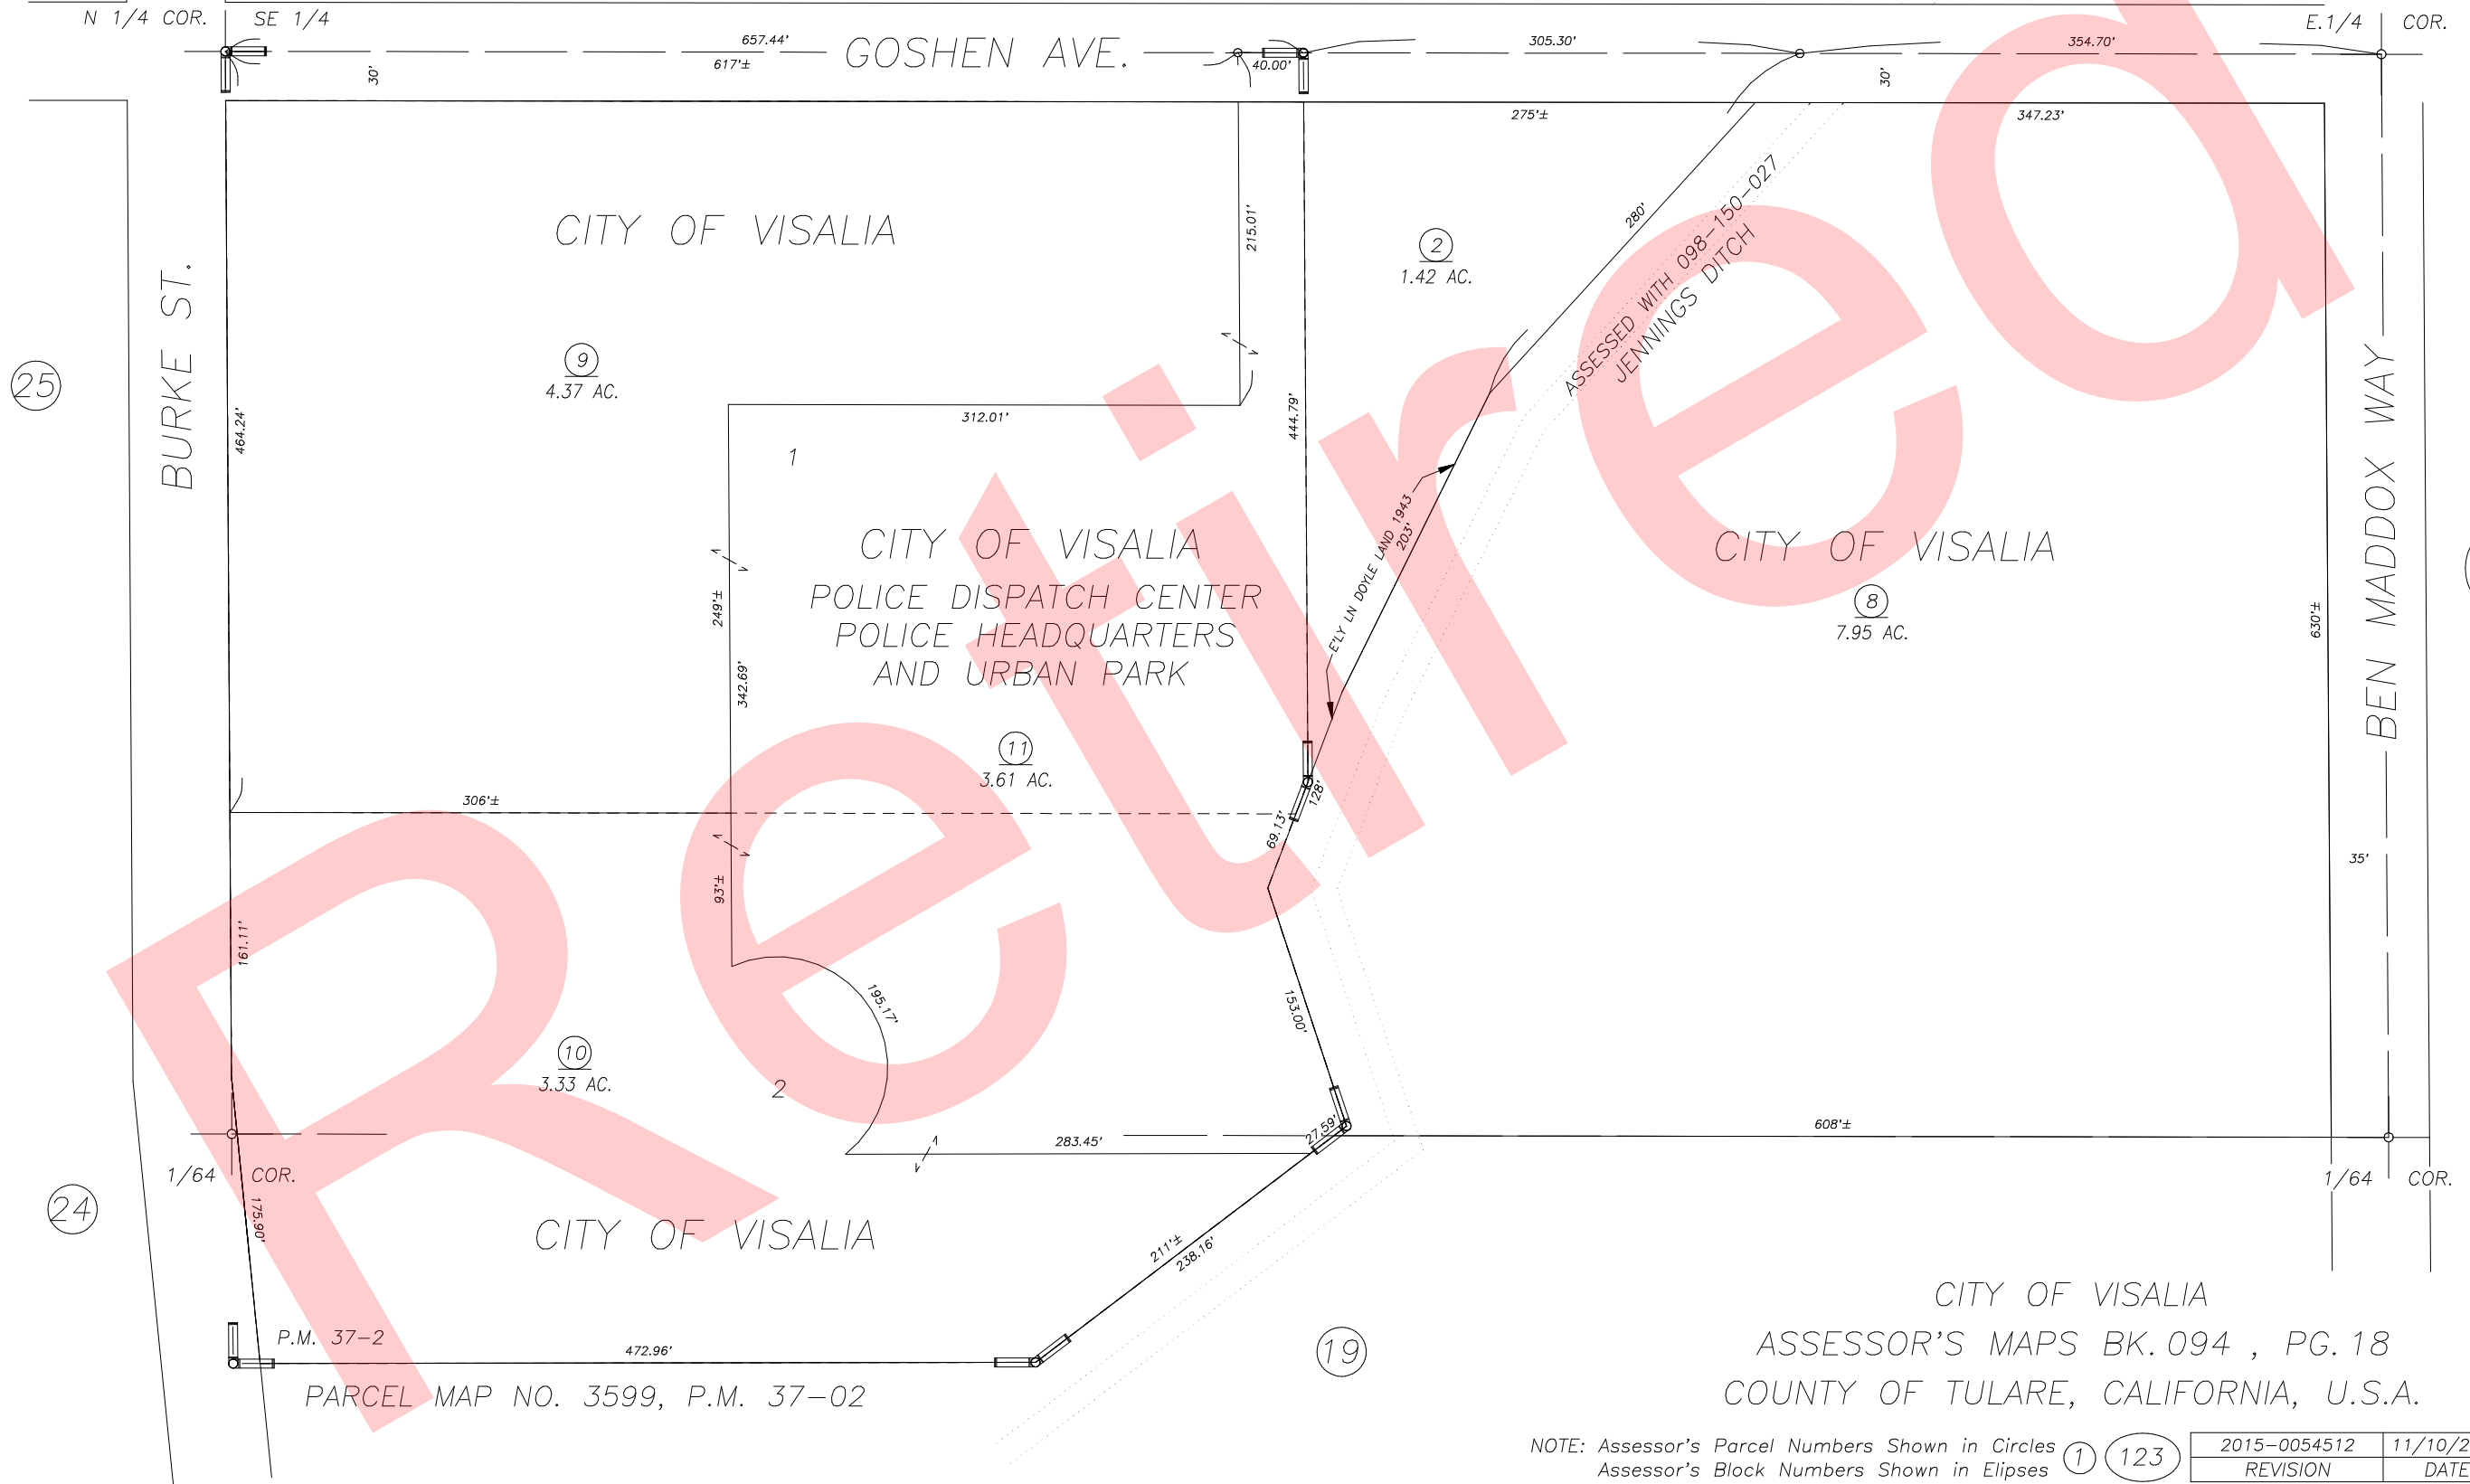 N 1/4 COR.
SE 1/4
E.1/4 COR.
657.44'
GOSHEN AVE.
305.30'
354.70'
617'±
40.00'
30'
30'
275'±
347.23'
CITY OF VISALIA
215.01'
2
1.42 AC.
280'
ASSESSED WITH 098-150-027
JENNINGS DITCH
BURKE ST.
25
9
4.37 AC.
464.24'
312.01'
444.79'
1
E'LY LN DOYLE LAND 1943
203'
CITY OF VISALIA
POLICE DISPATCH CENTER
POLICE HEADQUARTERS
AND URBAN PARK
249'±
342.69'
CITY OF VISALIA
8
7.95 AC.
630'±
BEN MADDOX WAY
11
3.61 AC.
306'±
128'
69.13'
35'
93'±
161.11'
195.17'
153.00'
10
3.33 AC.
2
27.59'
283.45'
608'±
1/64 COR.
1/64 COR.
24
175.90'
CITY OF VISALIA
211'±
238.16'
P.M. 37-2
472.96'
19
PARCEL MAP NO. 3599, P.M. 37-02
CITY OF VISALIA
ASSESSOR'S MAPS BK. 094 , PG. 18
COUNTY OF TULARE, CALIFORNIA, U.S.A.
NOTE: Assessor's Parcel Numbers Shown in Circles 1
Assessor's Block Numbers Shown in Elipses 123
2015-0054512 11/10/2
REVISION DATE
Retired